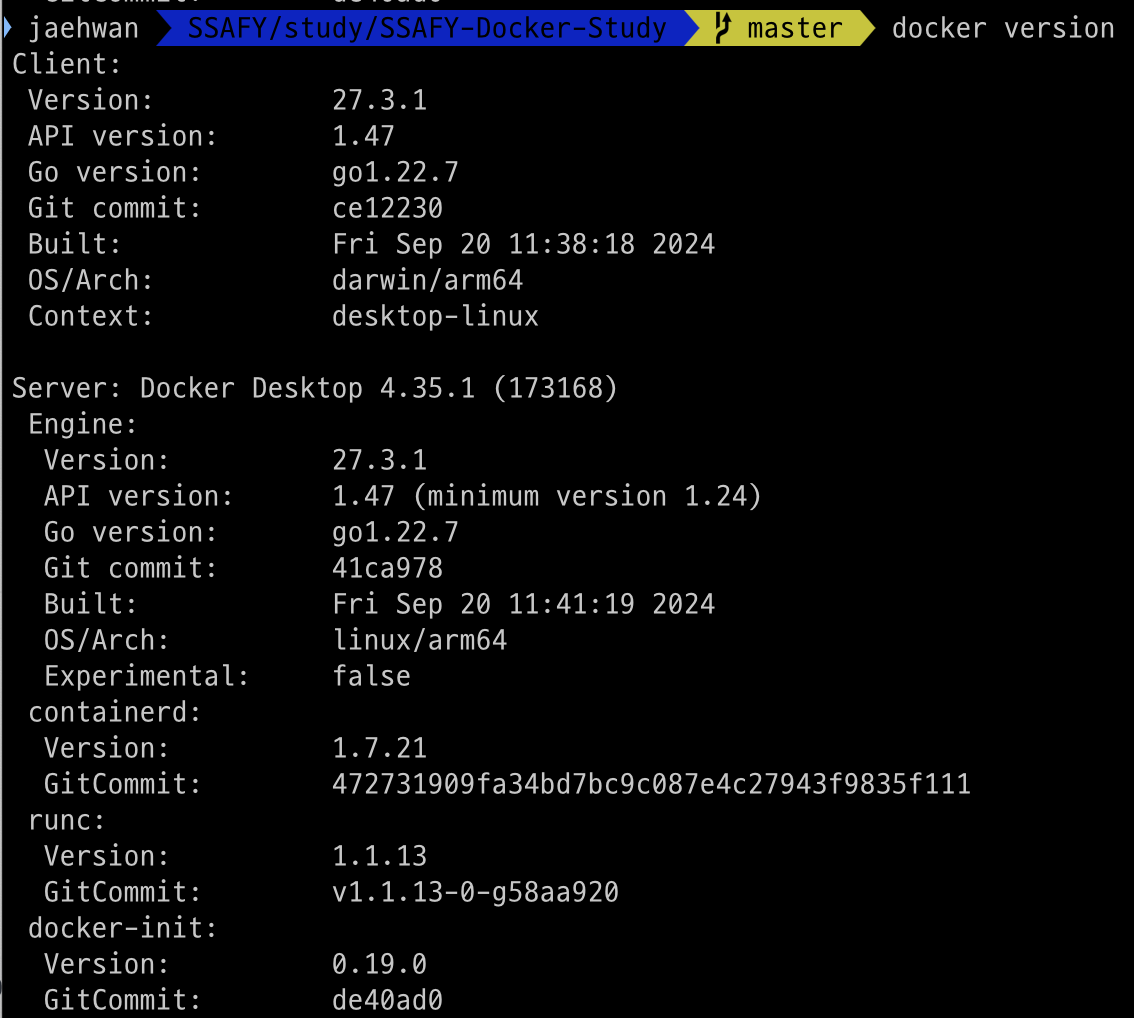 jaehwan SSAFY/study/SSAFY-Docker-Study master docker version
Client:
Version: 27.3.1
API version: 1.47
Go version: go1.22.7
Git commit: ce12230
Built: Fri Sep 20 11:38:18 2024
OS/Arch: darwin/arm64
Context: desktop-linux
Server: Docker Desktop 4.35.1 (173168)
Engine:
Version: 27.3.1
API version: 1.47 (minimum version 1.24)
Go version: go1.22.7
Git commit: 41ca978
Built: Fri Sep 20 11:41:19 2024
OS/Arch: linux/arm64
Experimental: false
containerd:
Version: 1.7.21
GitCommit: 472731909fa34bd7bc9c087e4c27943f9835f111
runc:
Version: 1.1.13
GitCommit: v1.1.13-0-g58aa920
docker-init:
Version: 0.19.0
GitCommit: de40ad0